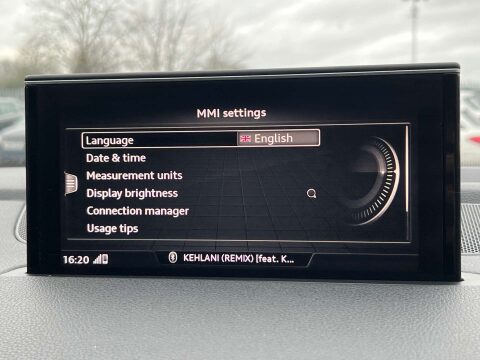 MMI settings
Language English
Date & time
Measurement units
Display brightness
Connection manager
Usage tips
16:20 KEHLANI (REMIX) [feat. K...